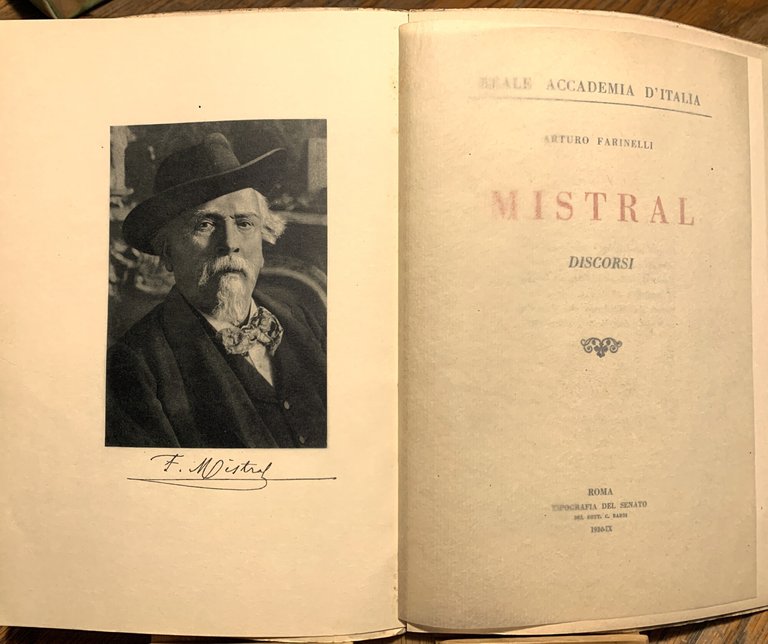 F. Mistral
REALE ACCADEMIA D'ITALIA
ARTURO FARINELLI
MISTRAL
DISCORSI
ROMA
TIPOGRAFIA DEL SENATO
DEL DOTT. G. BARDI
1930-IX